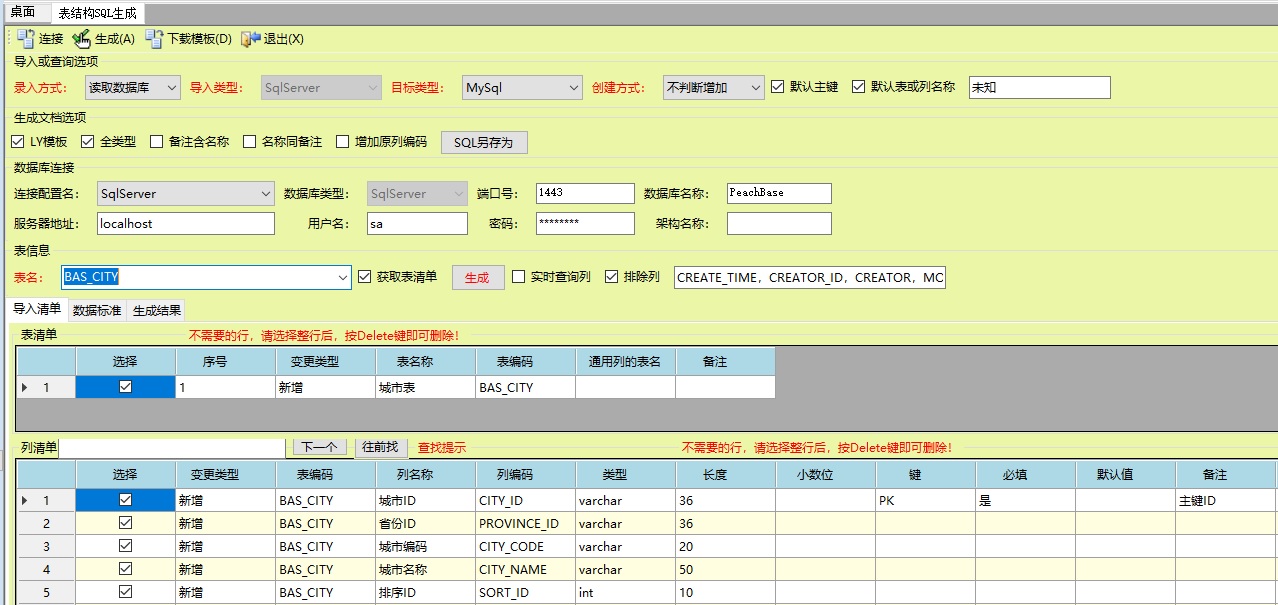 桌面 表结构SQL生成
连接 生成(A) 下载模板(D) 退出(X)
导入或查询选项
录入方式： 读取数据库 导入类型： SqlServer 目标类型： MySql 创建方式： 不判断增加 默认主键 默认表或列名称 未知
生成文档选项
LY模板 全类型 备注含名称 名称同备注 增加原列编码 SQL另存为
数据库连接
连接配置名： SqlServer 数据库类型： SqlServer 端口号： 1443 数据库名称： PeachBase
服务器地址： localhost 用户名： sa 密码： ******** 架构名称：
表信息
表名： BAS_CITY 获取表清单 生成 实时查询列 排除列 CREATE_TIME，CREATOR_ID，CREATOR，MC
导入清单 数据标准 生成结果
表清单 不需要的行，请选择整行后，按Delete键即可删除！
选择 序号 变更类型 表名称 表编码 通用列的表名 备注
1 1 新增 城市表 BAS_CITY
列清单 下一个 往前找 查找提示 不需要的行，请选择整行后，按Delete键即可删除！
选择 变更类型 表编码 列名称 列编码 类型 长度 小数位 键 必填 默认值 备注
1 新增 BAS_CITY 城市ID CITY_ID varchar 36 PK 是 主键ID
2 新增 BAS_CITY 省份ID PROVINCE_ID varchar 36
3 新增 BAS_CITY 城市编码 CITY_CODE varchar 20
4 新增 BAS_CITY 城市名称 CITY_NAME varchar 50
5 新增 BAS_CITY 排序ID SORT_ID int 10